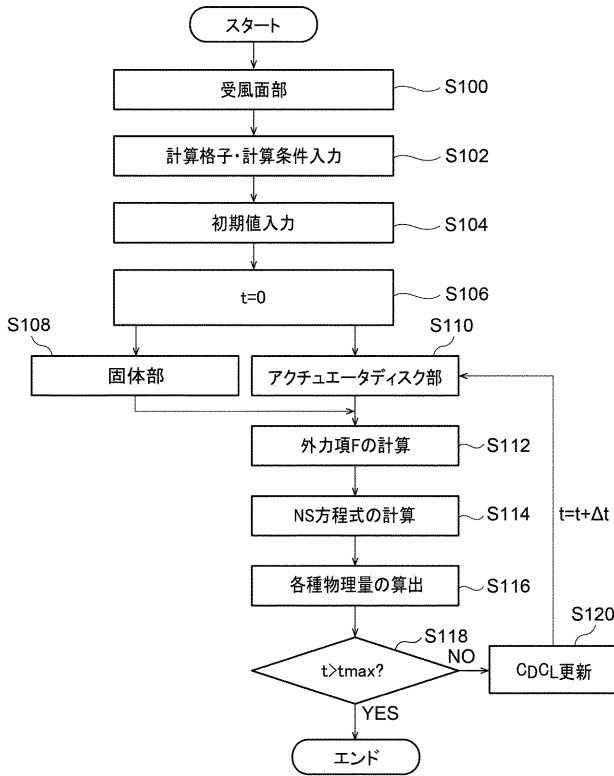 スタート
受風面部
S100
計算格子・計算条件入力
S102
初期値入力
S104
t=0
S106
S108
固体部
S110
アクチュエータディスク部
外力項Fの計算
S112
NS方程式の計算
S114
t=t+Δt
各種物理量の算出
S116
S118
t>tmax?
NO
S120
CDCL更新
YES
エンド